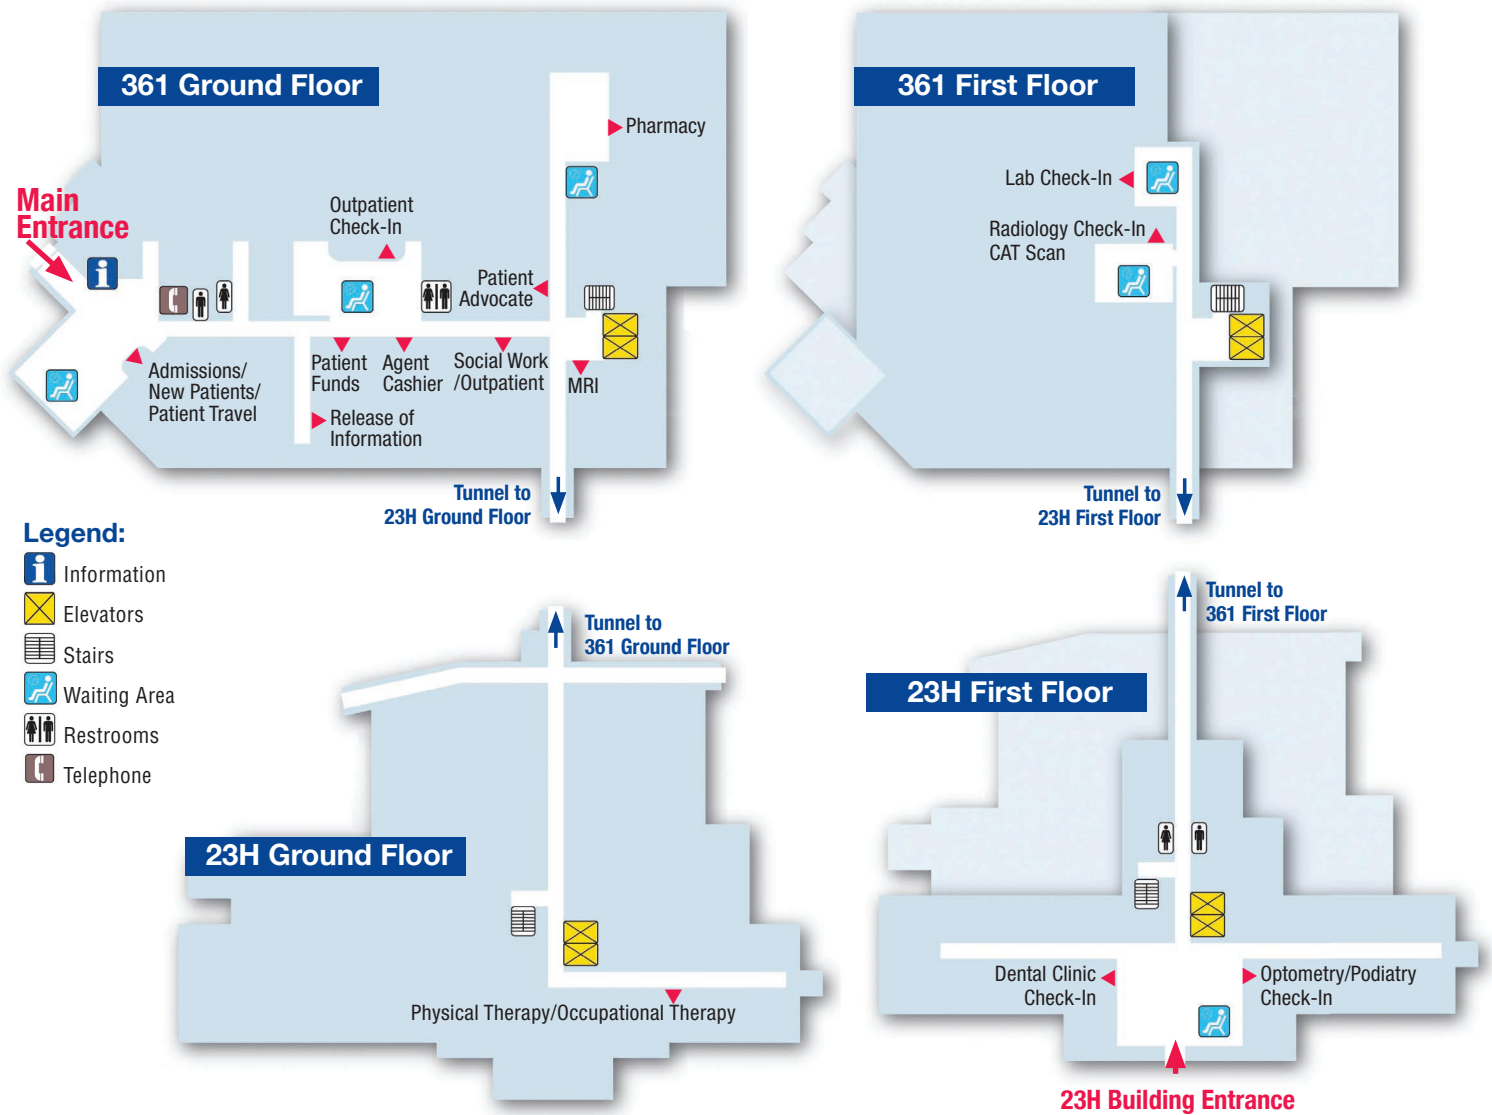 361 Ground Floor
Pharmacy
Main
Entrance
Outpatient
Check-In
Patient
Advocate
Admissions/
New Patients/
Patient Travel
Patient
Funds
Agent
Cashier
Social Work
/Outpatient
MRI
Release of
Information
Tunnel to
23H Ground Floor
361 First Floor
Lab Check-In
Radiology Check-In
CAT Scan
Tunnel to
23H First Floor
Legend:
Information
Elevators
Stairs
Waiting Area
Restrooms
Telephone
Tunnel to
361 Ground Floor
23H Ground Floor
Physical Therapy/Occupational Therapy
Tunnel to
361 First Floor
23H First Floor
Dental Clinic
Check-In
Optometry/Podiatry
Check-In
23H Building Entrance